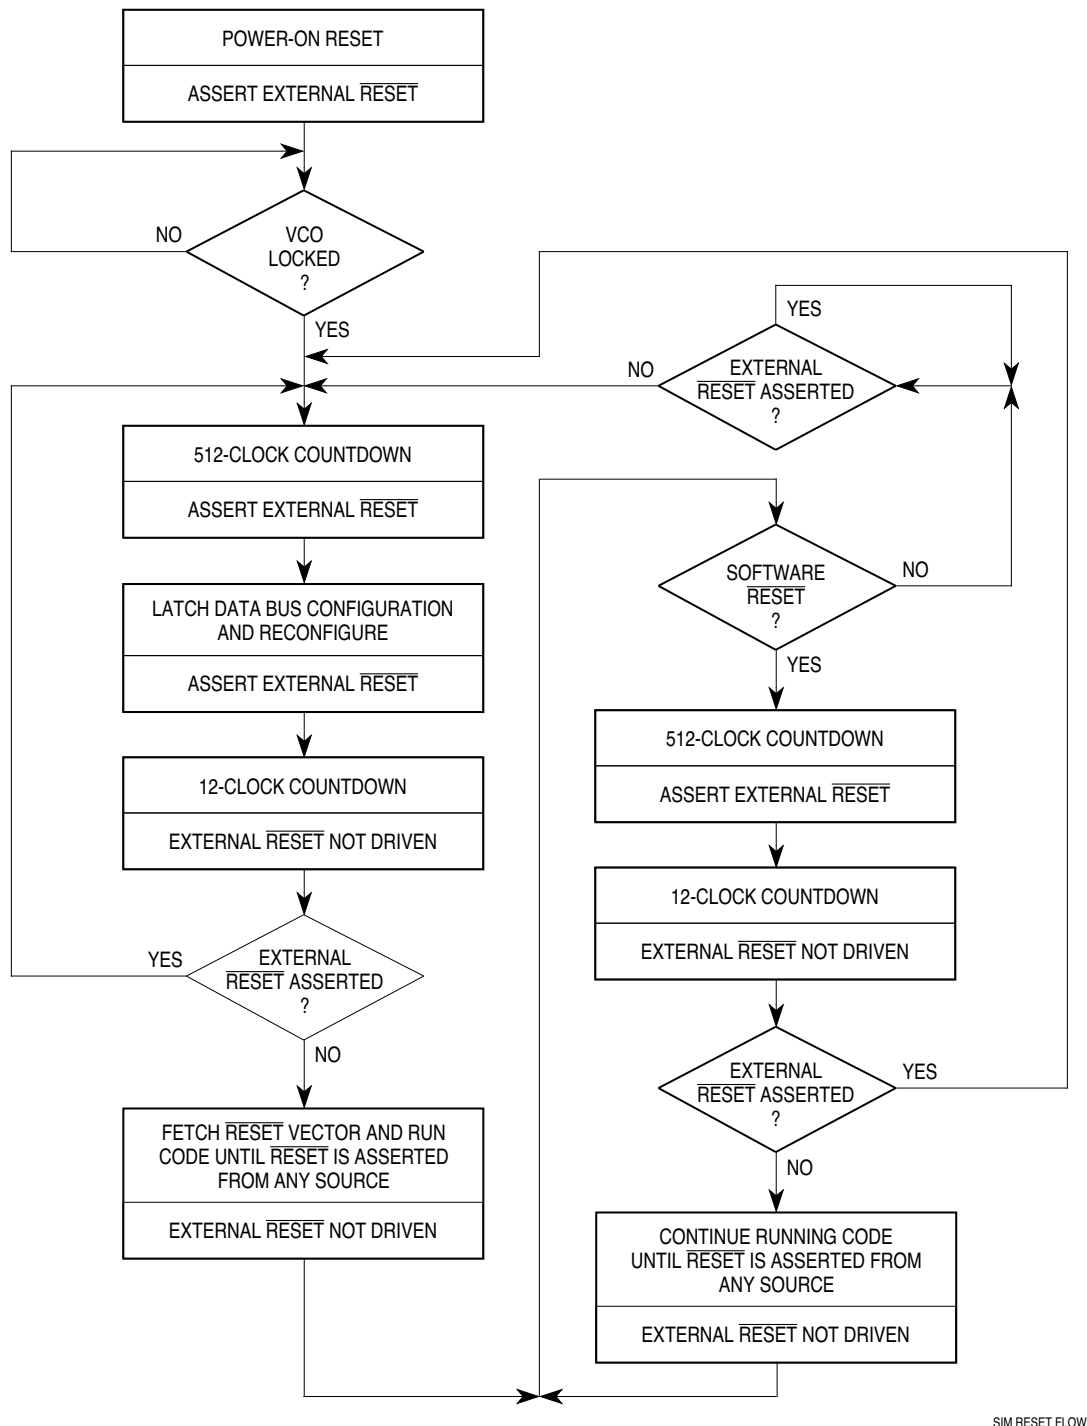 POWER-ON RESET
ASSERT EXTERNAL RESET
NO
VCO
LOCKED
?
YES
512-CLOCK COUNTDOWN
ASSERT EXTERNAL RESET
LATCH DATA BUS CONFIGURATION
AND RECONFIGURE
ASSERT EXTERNAL RESET
12-CLOCK COUNTDOWN
EXTERNAL RESET NOT DRIVEN
YES
EXTERNAL
RESET ASSERTED
?
NO
FETCH RESET VECTOR AND RUN
CODE UNTIL RESET IS ASSERTED
FROM ANY SOURCE
EXTERNAL RESET NOT DRIVEN
YES
NO
EXTERNAL
RESET ASSERTED
?
SOFTWARE
RESET
?
NO
YES
512-CLOCK COUNTDOWN
ASSERT EXTERNAL RESET
12-CLOCK COUNTDOWN
EXTERNAL RESET NOT DRIVEN
EXTERNAL
RESET ASSERTED
?
YES
NO
CONTINUE RUNNING CODE
UNTIL RESET IS ASSERTED FROM
ANY SOURCE
EXTERNAL RESET NOT DRIVEN
SIM RESET FLOW